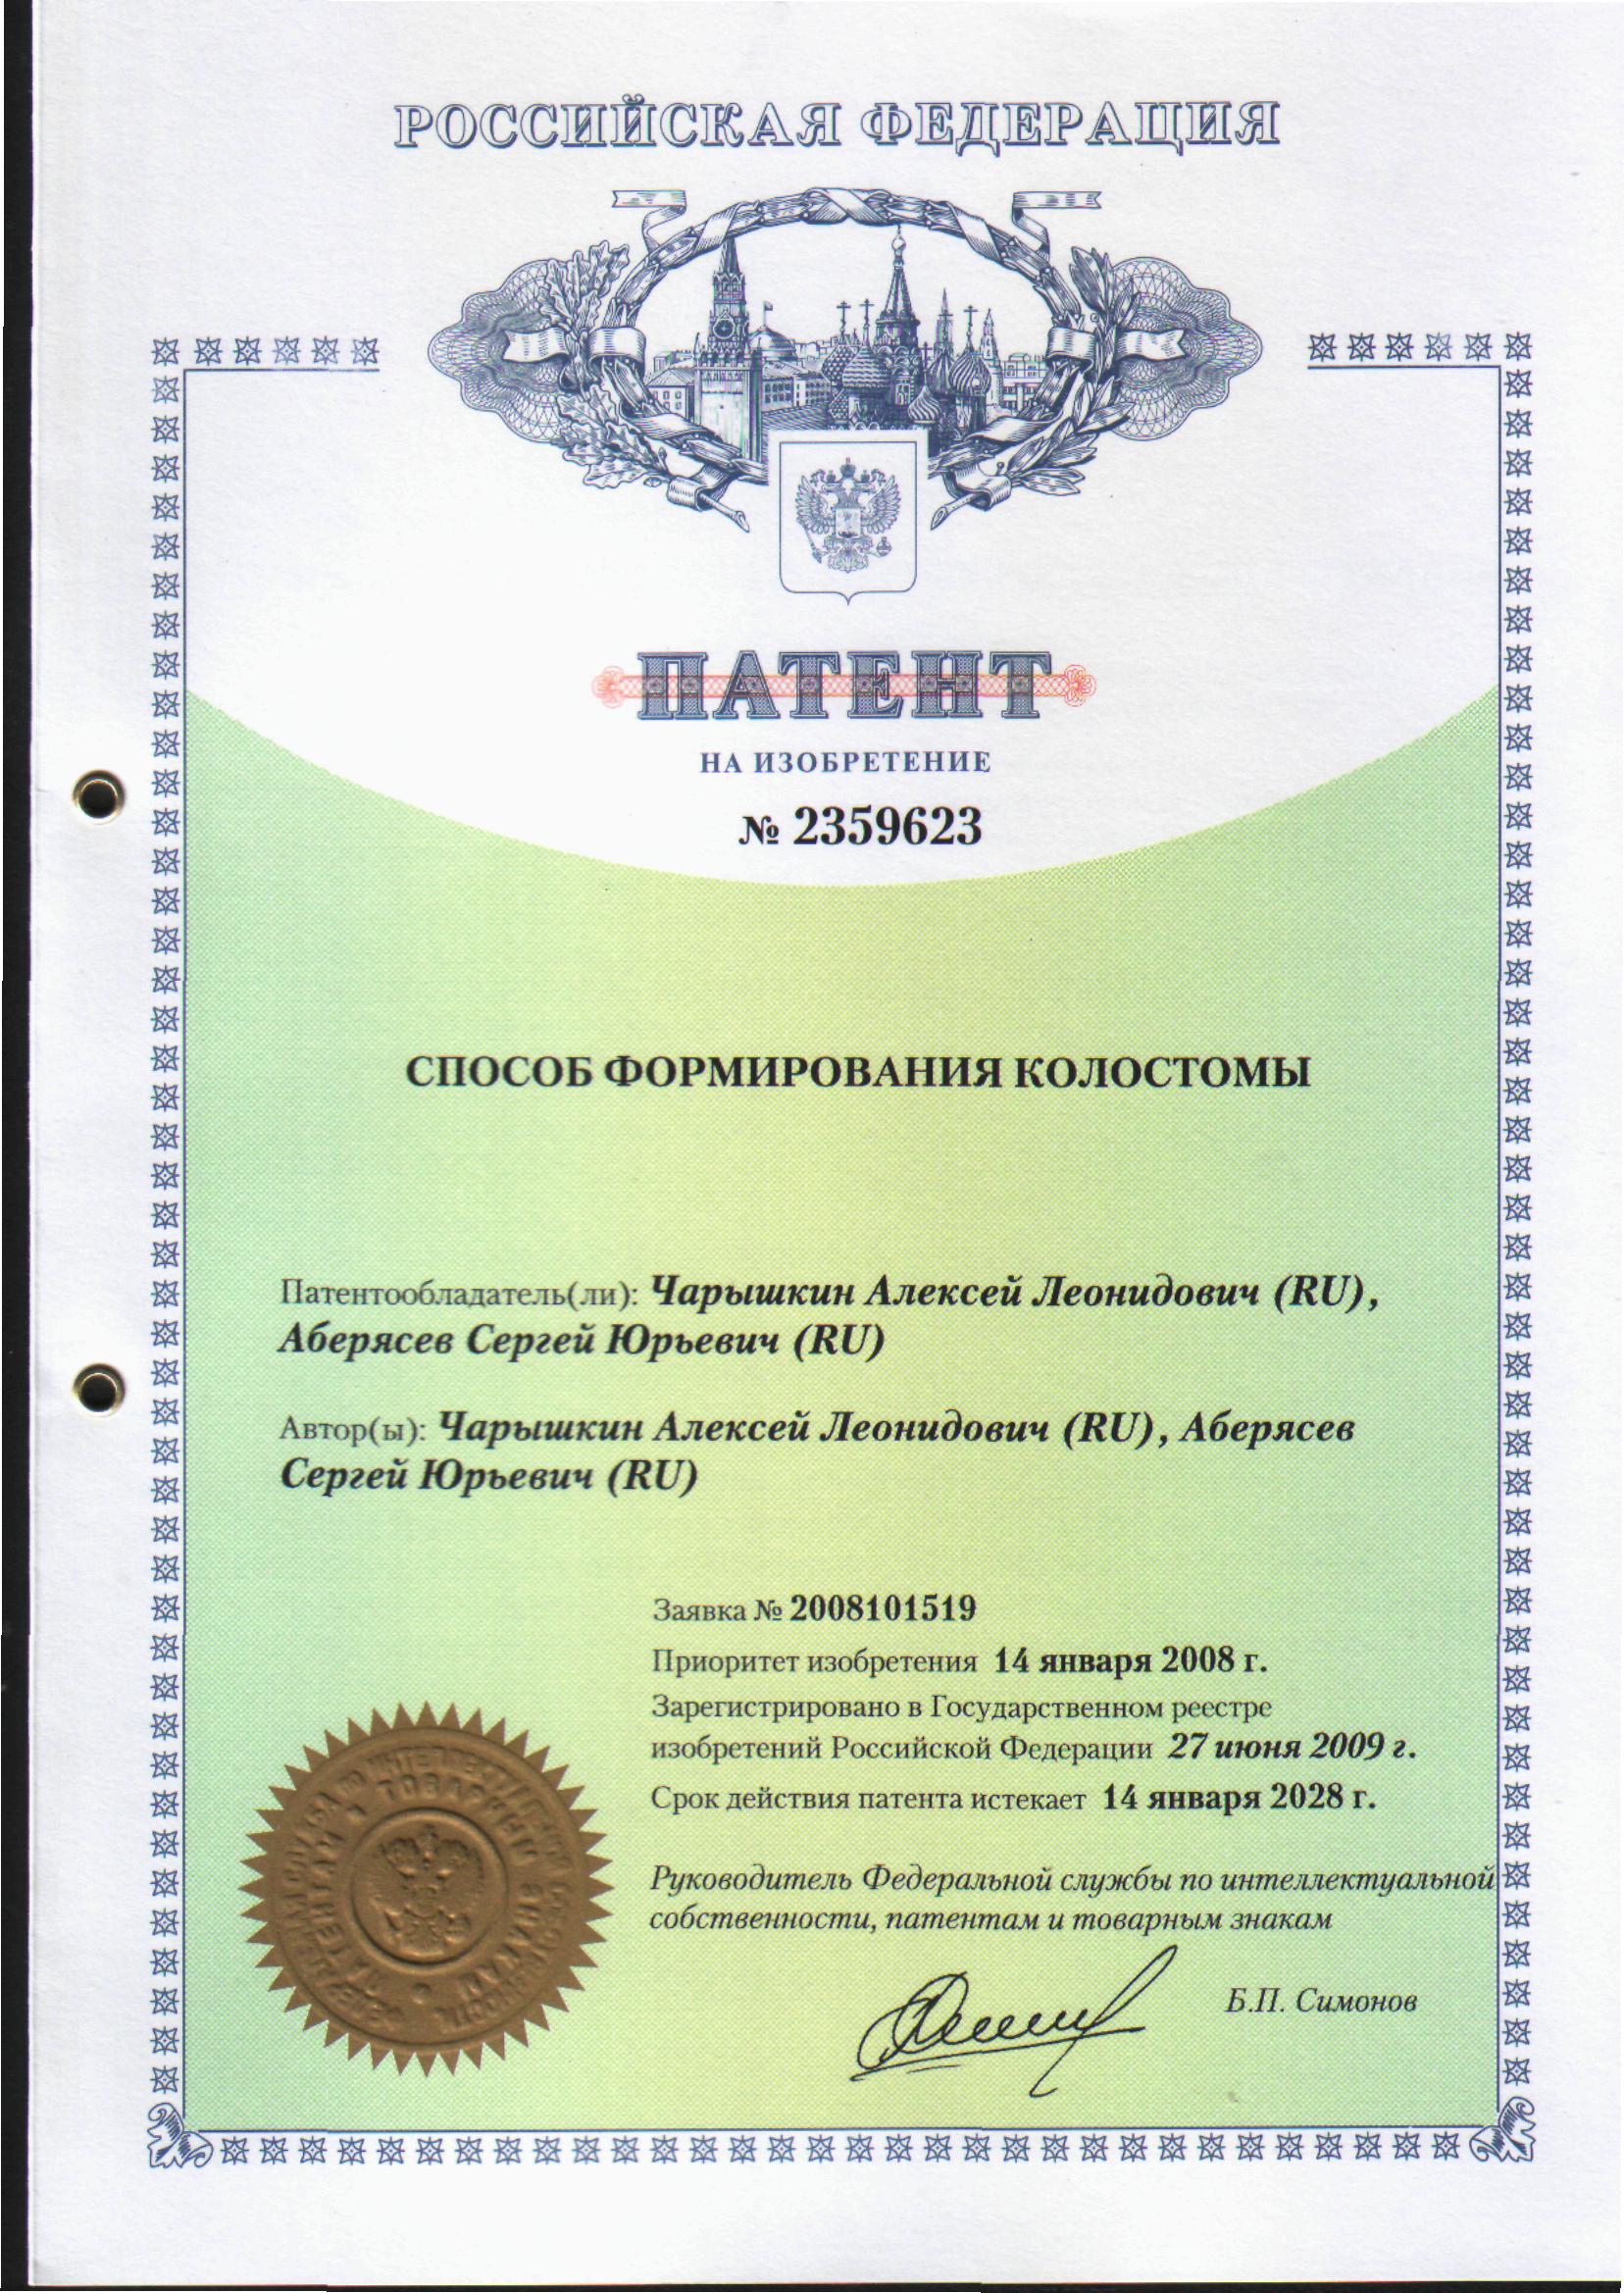 РОССИЙСКАЯ ФЕДЕРАЦИЯ
ПАТЕНТ
НА ИЗОБРЕТЕНИЕ
№ 2359623
СПОСОБ ФОРМИРОВАНИЯ КОЛОСТОМЫ
Патентообладатель(ли): Чарышкин Алексей Леонидович (RU),
Аберясев Сергей Юрьевич (RU)
Автор(ы): Чарышкин Алексей Леонидович (RU), Аберясев
Сергей Юрьевич (RU)
Заявка № 2008101519
Приоритет изобретения 14 января 2008 г.
Зарегистрировано в Государственном реестре
изобретений Российской Федерации 27 июня 2009 г.
Срок действия патента истекает 14 января 2028 г.
Руководитель Федеральной службы по интеллектуальной
собственности, патентам и товарным знакам
Б.П. Симонов